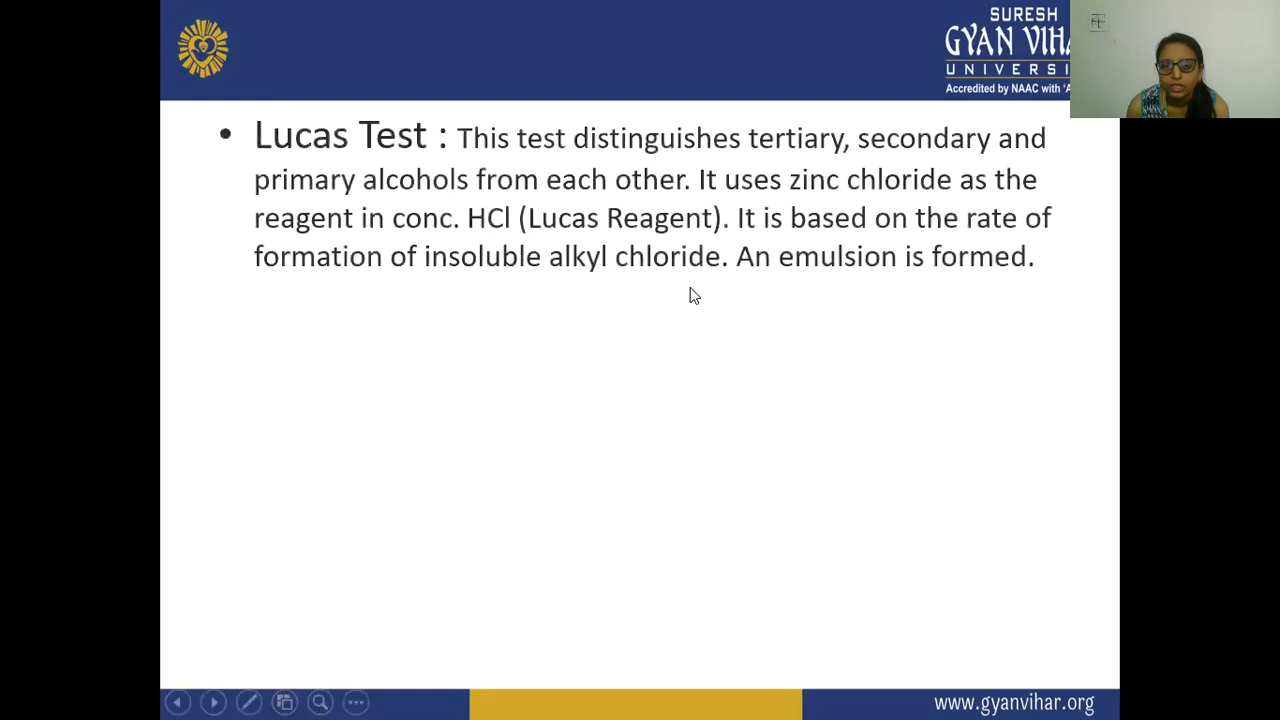 SURESH
GYAN VIHA
UNIVERSI
Accredited by NAAC with 'A
• Lucas Test : This test distinguishes tertiary, secondary and
primary alcohols from each other. It uses zinc chloride as the
reagent in conc. HCl (Lucas Reagent). It is based on the rate of
formation of insoluble alkyl chloride. An emulsion is formed.
www.gyanvihar.org